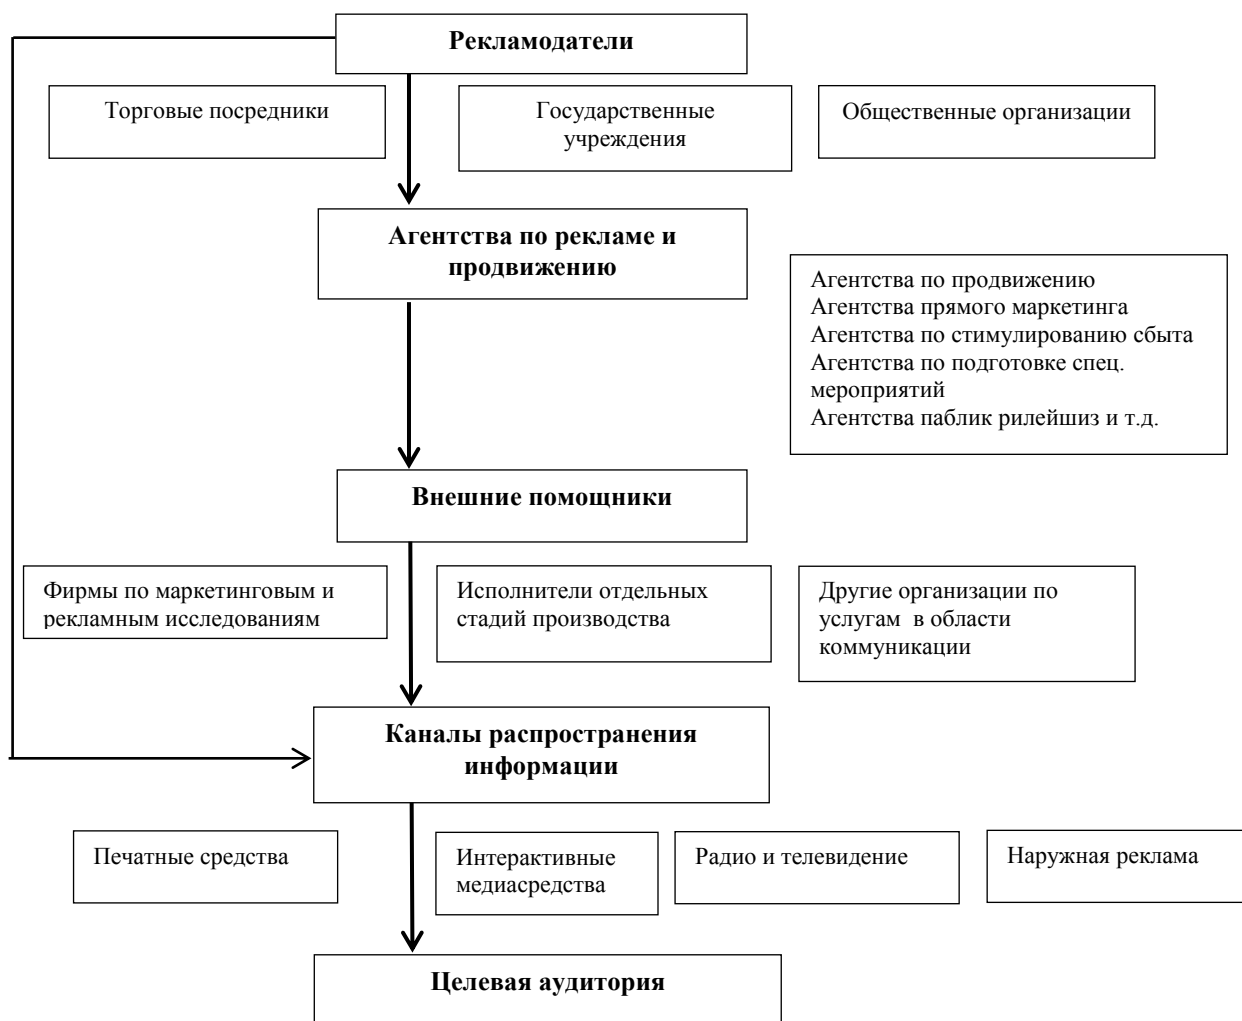 Рекламодатели
Торговые посредники
Государственные
учреждения
Общественные организации
Агентства по рекламе и
продвижению
Агентства по продвижению
Агентства прямого маркетинга
Агентства по стимулированию сбыта
Агентства по подготовке спец.
мероприятий
Агентства паблик рилейшиз и т.д.
Внешние помощники
Фирмы по маркетинговым и
рекламным исследованиям
Исполнители отдельных
стадий производства
Другие организации по
услугам в области
коммуникации
Каналы распространения
информации
Печатные средства
Интерактивные
медиасредства
Радио и телевидение
Наружная реклама
Целевая аудитория